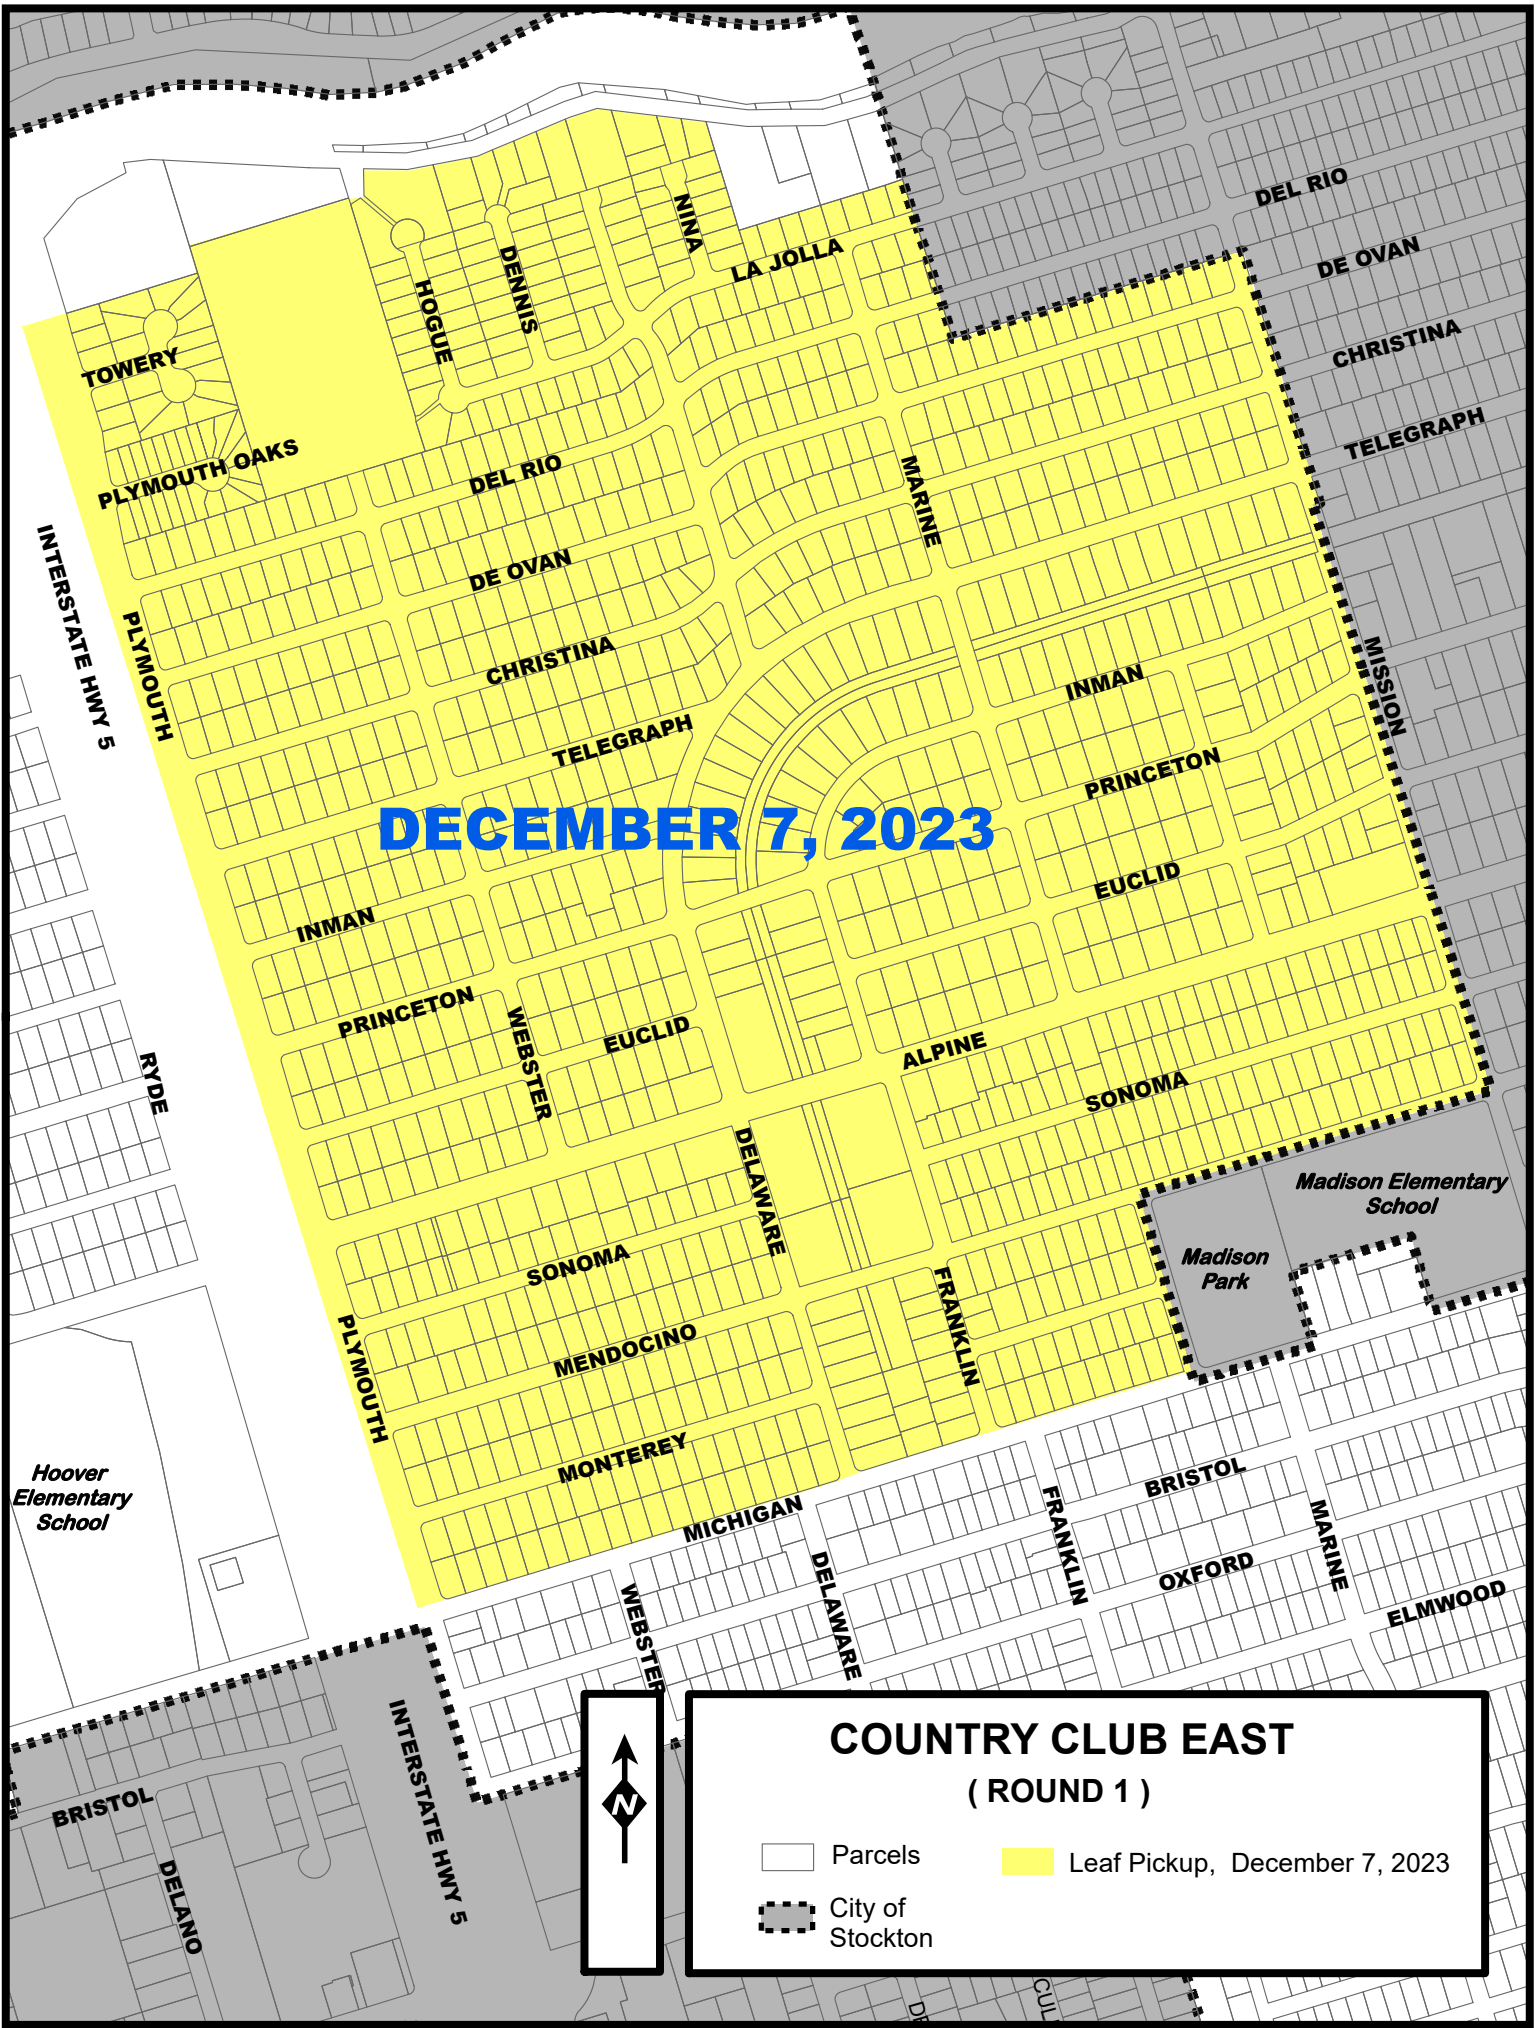 DEL RIO
NINA
DE OVAN
LA JOLLA
DENNIS
HOGUE
CHRISTINA
TOWERY
TELEGRAPH
PLYMOUTH OAKS
DEL RIO
MARINE
INTERSTATE HWY 5
DE OVAN
PLYMOUTH
CHRISTINA
INMAN
MISSION
TELEGRAPH
PRINCETON
DECEMBER 7, 2023
EUCLID
INMAN
PRINCETON
WEBSTER
EUCLID
ALPINE
RYDE
SONOMA
DELAWARE
Madison Elementary
School
SONOMA
Madison
Park
FRANKLIN
PLYMOUTH
MENDOCINO
MONTEREY
Hoover
Elementary
School
BRISTOL
MICHIGAN
FRANKLIN
MARINE
DELAWARE
OXFORD
WEBSTER
ELMWOOD
INTERSTATE HWY 5
BRISTOL
DELANO
N
COUNTRY CLUB EAST
( ROUND 1 )
Parcels
Leaf Pickup, December 7, 2023
City of
Stockton